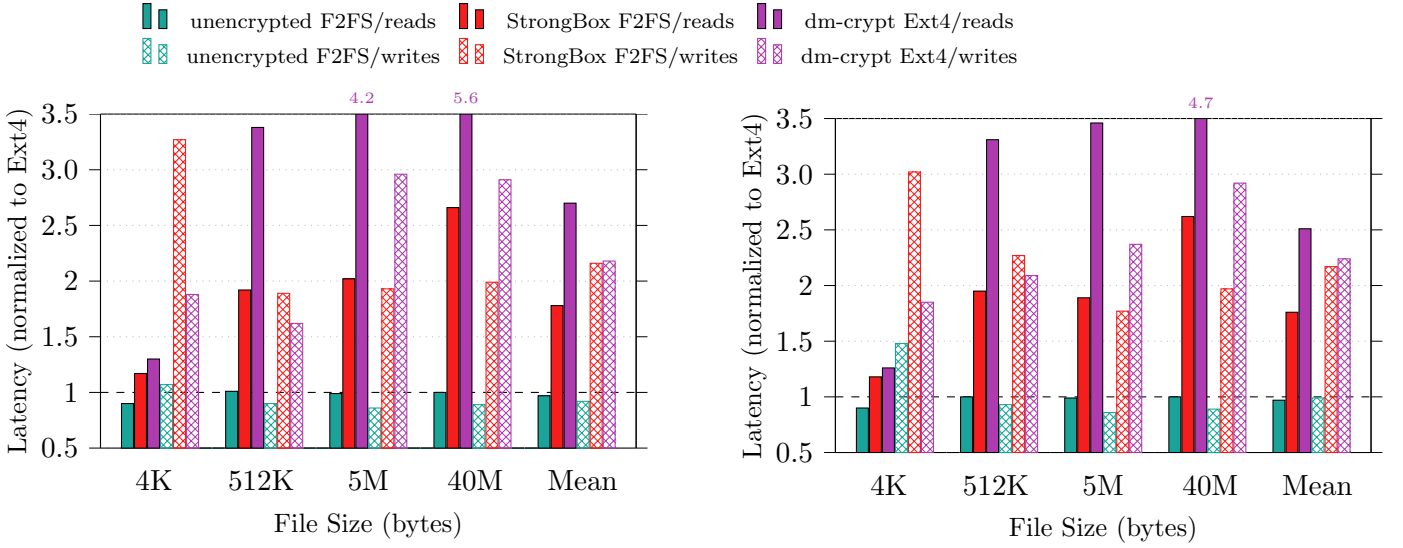 unencrypted F2FS/reads StrongBox F2FS/reads dm-crypt Ext4/reads
unencrypted F2FS/writes StrongBox F2FS/writes dm-crypt Ext4/writes
4.2 5.6
3.5
3.0
2.5
2
1.5
1
0.5
Latency (normalized to Ext4)
4K 512K 5M 40M Mean
File Size (bytes)
4.7
3.5
3.0
2.5
2
1.5
1
0.5
Latency (normalized to Ext4)
4K 512K 5M 40M Mean
File Size (bytes)